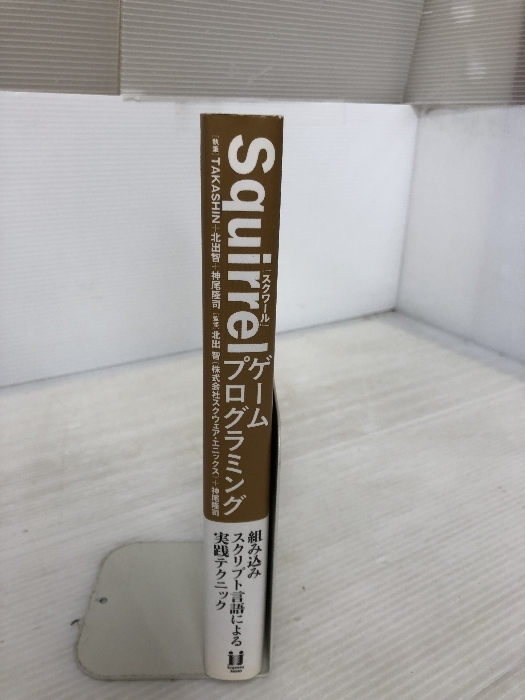 Squirrel
[スクワール]
ゲーム
プログラミング
[執筆] TAKASHIN+北出智+神尾隆司 [監修] 北出 智(株式会社スクウェア・エニックス)+神尾隆司
組み込み
スクリプト言語による
実践テクニック